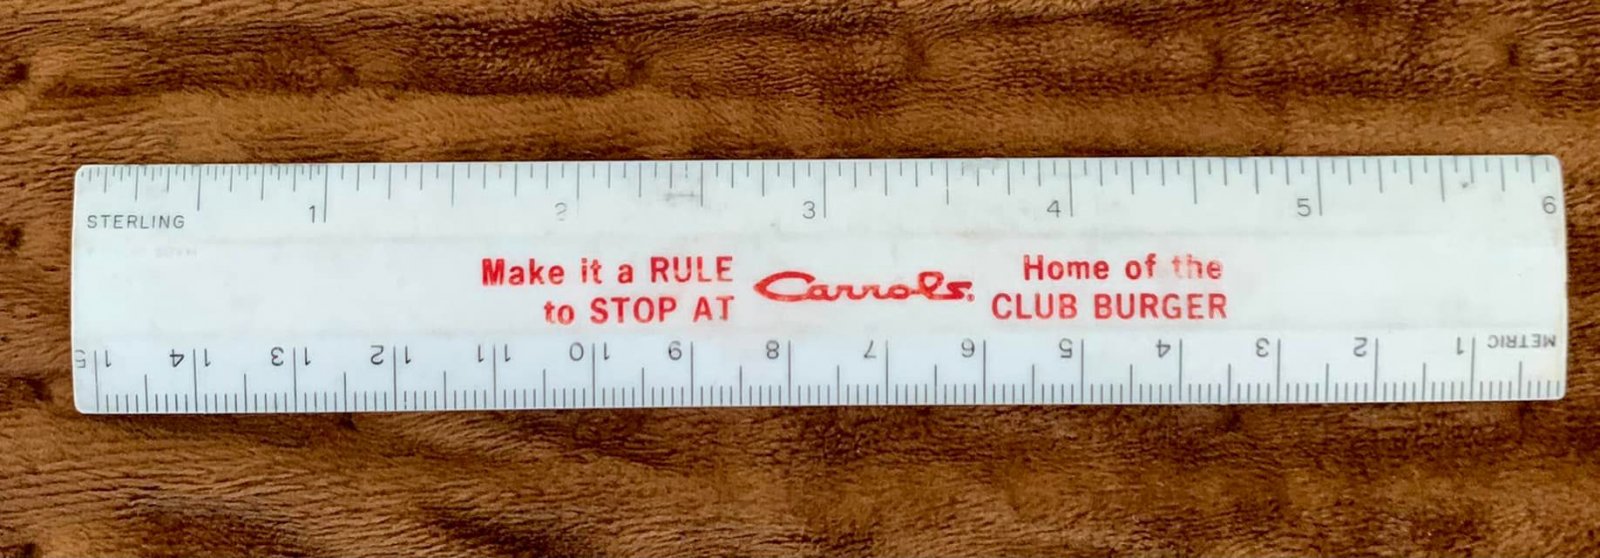 1 2 3 4 5 6
STERLING
Make it a RULE
to STOP AT
Carrols.
Home of the
CLUB BURGER
METRIC
1 2 3 4 5 6 7 8 9 10 11 12 13 14 15